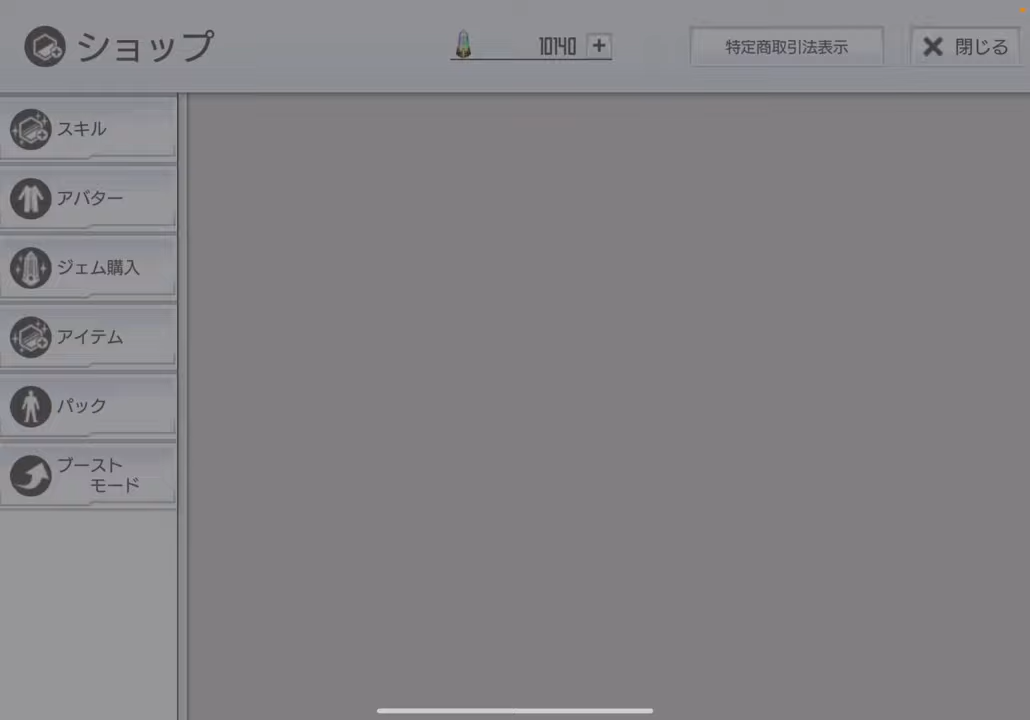 ショップ
10140
特定商取引法表示
閉じる
スキル
アバター
ジェム購入
アイテム
パック
ブースト
モード